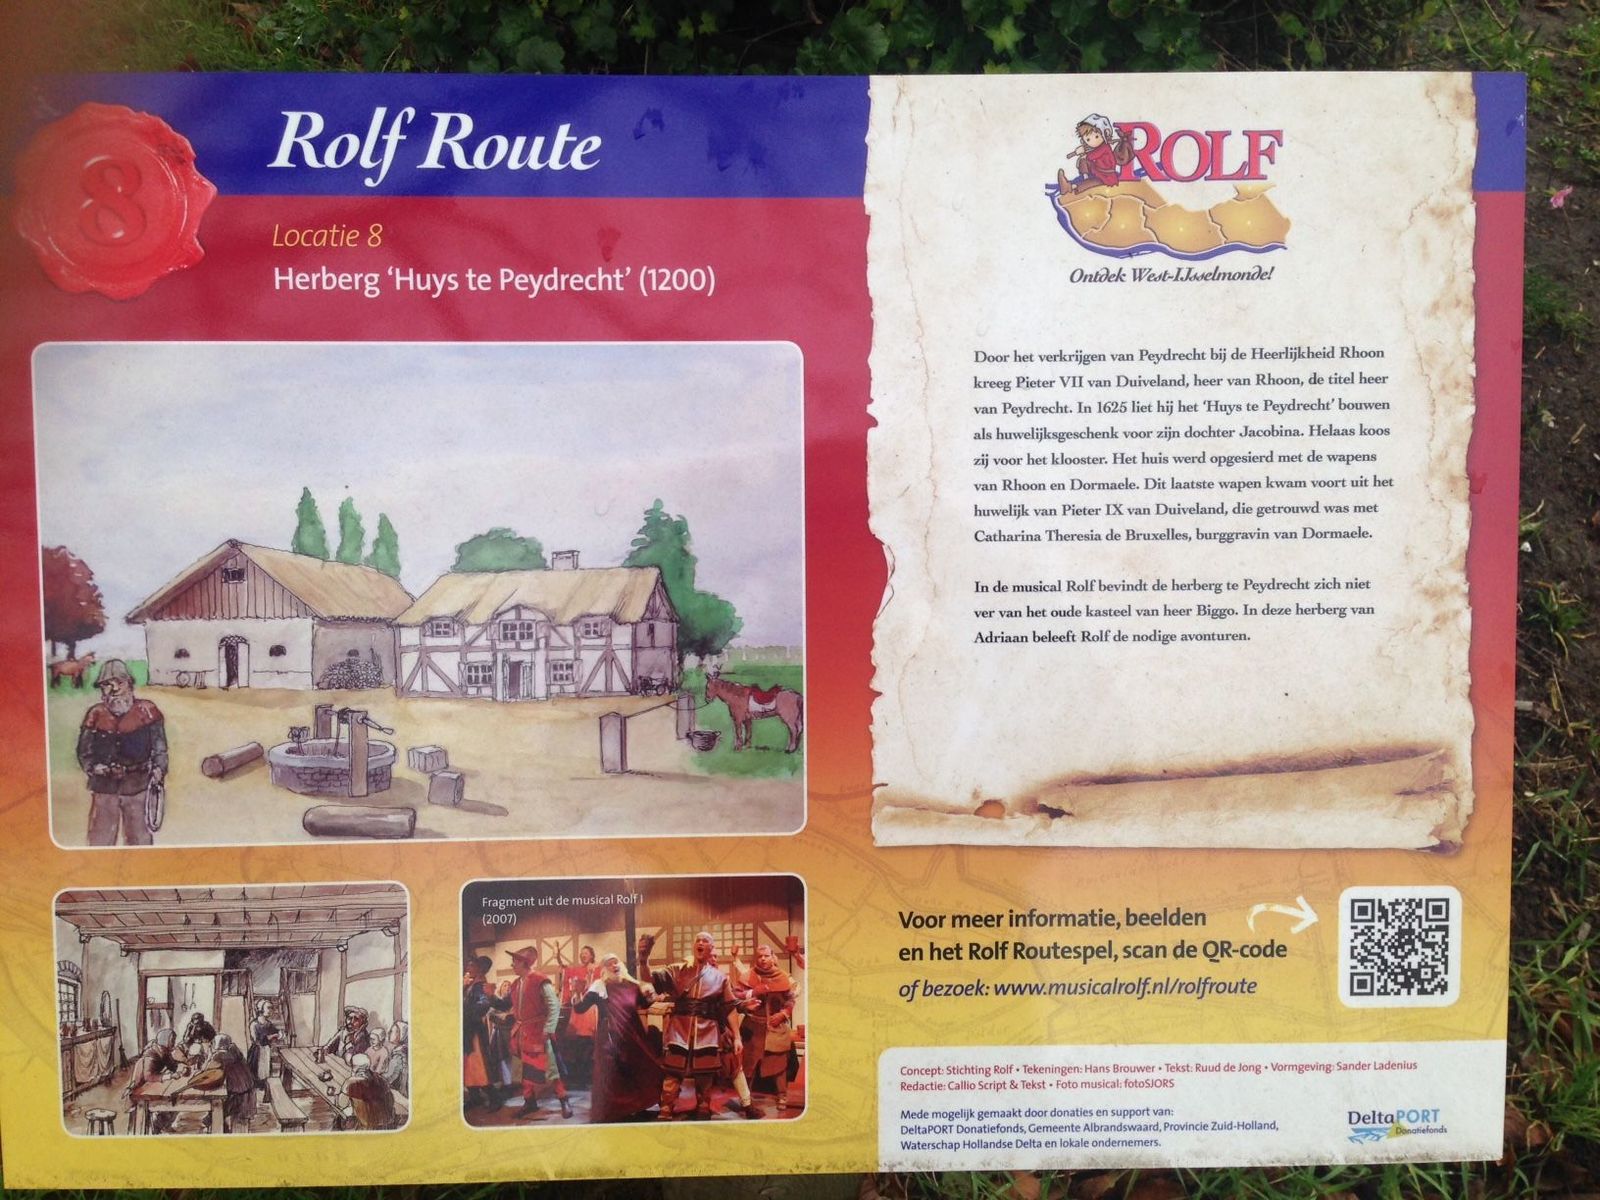 8
Rolf Route
Locatie 8
Herberg ‘Huys te Peydrecht’ (1200)
ROLF
Ontdek West-IJsselmonde!
Door het verkrijgen van Peydrecht bij de Heerlijkheid Rhoon
kreeg Pieter VII van Duiveland, heer van Rhoon, de titel heer
van Peydrecht. In 1625 liet hij het ‘Huys te Peydrecht’ bouwen
als huwelijksgeschenk voor zijn dochter Jacobina. Helaas koos
zij voor het klooster. Het huis werd opgesierd met de wapens
van Rhoon en Dormaele. Dit laatste wapen kwam voort uit het
huwelijk van Pieter IX van Duiveland, die getrouwd was met
Catharina Theresia de Bruxelles, burggravin van Dormaele.
In de musical Rolf bevindt de herberg te Peydrecht zich niet
ver van het oude kasteel van heer Biggo. In deze herberg van
Adriaan beleeft Rolf de nodige avonturen.
Fragment uit de musical Rolf I
(2007)
Voor meer informatie, beelden
en het Rolf Routespel, scan de QR-code
of bezoek: www.musicalrolf.nl/rolfroute
Concept: Stichting Rolf • Tekeningen: Hans Brouwer • Tekst: Ruud de Jong • Vormgeving: Sander Ladenius
Redactie: Callio Script & Tekst • Foto musical: fotoSJORS
Mede mogelijk gemaakt door donaties en support van:
DeltaPORT Donatiefonds, Gemeente Albrandswaard, Provincie Zuid-Holland,
Waterschap Hollandse Delta en lokale ondernemers.
DeltaPORT
Donatiefonds